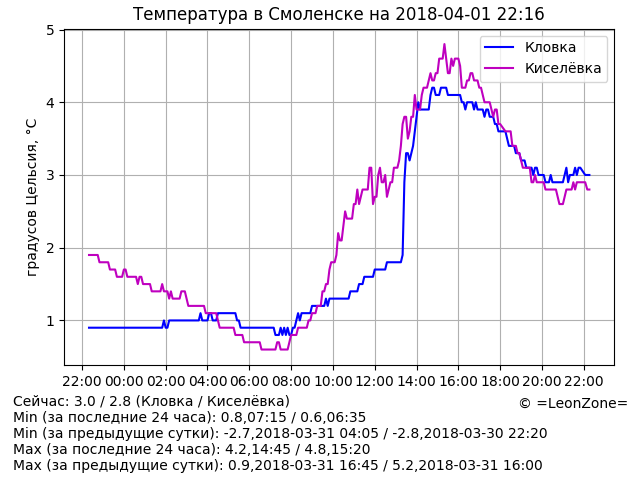 Температура в Смоленске на 2018-04-01 22:16
Кловка
Киселёвка
градусов Цельсия, °C
5
4
3
2
1
22:00 00:00 02:00 04:00 06:00 08:00 10:00 12:00 14:00 16:00 18:00 20:00 22:00
Сейчас: 3.0 / 2.8 (Кловка / Киселёвка)
© =LeonZone=
Min (за последние 24 часа): 0.8,07:15 / 0.6,06:35
Min (за предыдущие сутки): -2.7,2018-03-31 04:05 / -2.8,2018-03-30 22:20
Max (за последние 24 часа): 4.2,14:45 / 4.8,15:20
Max (за предыдущие сутки): 0.9,2018-03-31 16:45 / 5.2,2018-03-31 16:00